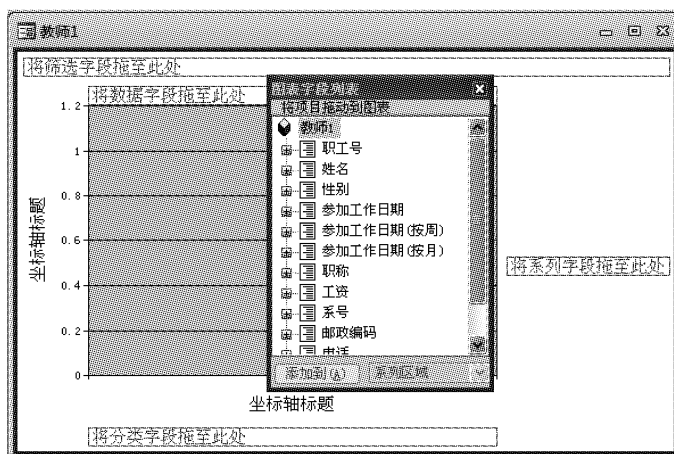 教师1
将筛选字段拖至此处
将数据字段拖至此处
1.2
1
0.8
0.6
0.4
0.2
0
坐标轴标题
坐标轴标题
将分类字段拖至此处
将系列字段拖至此处
图表字段列表
将项目拖动到图表
教师1
职工号
姓名
性别
参加工作日期
参加工作日期(按周)
参加工作日期(按月)
职称
工资
系号
邮政编码
电话
添加到(A)
系列区域